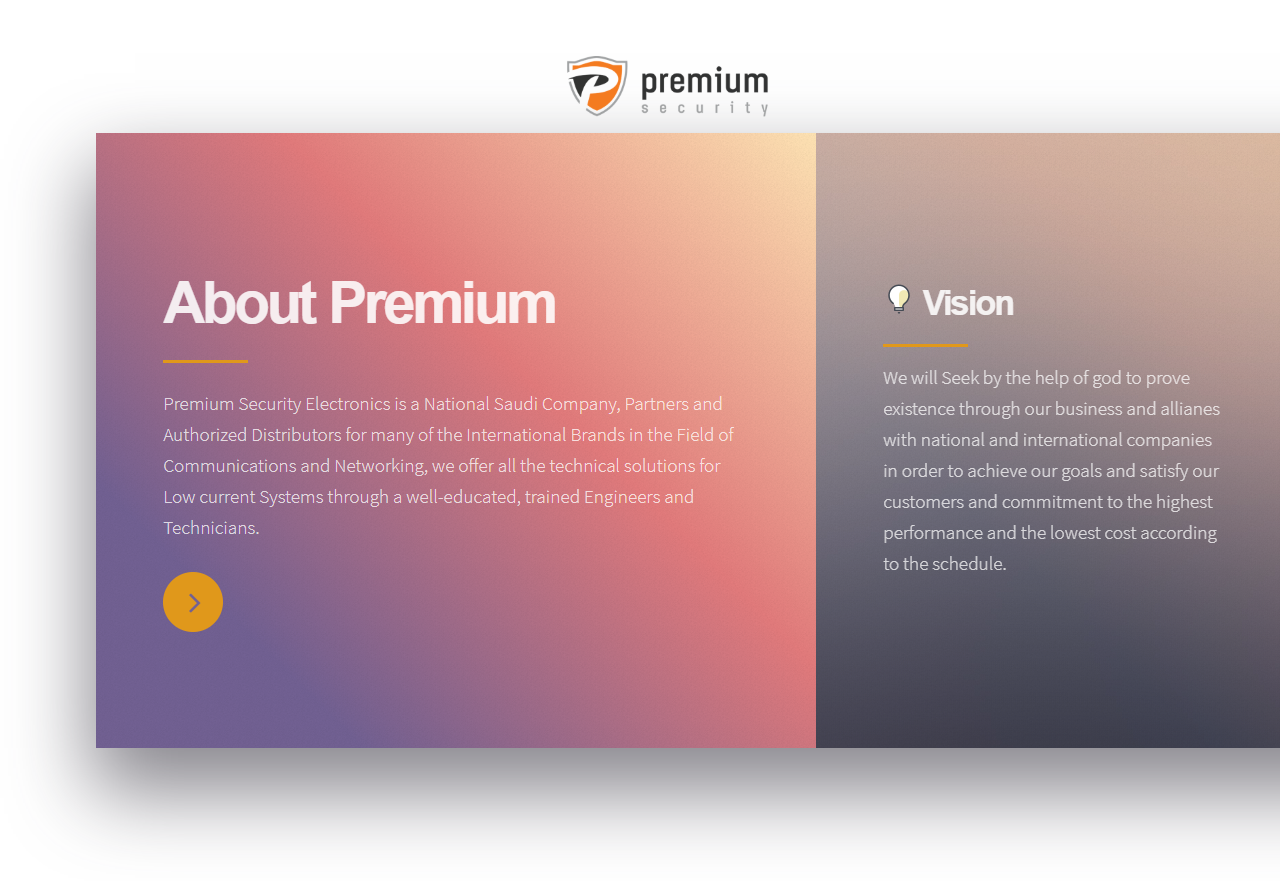 premium
security
About Premium
Premium Security Electronics is a National Saudi Company, Partners and
Authorized Distributors for many of the International Brands in the Field of
Communications and Networking, we offer all the technical solutions for
Low current Systems through a well-educated, trained Engineers and
Technicians.
Vision
We will Seek by the help of god to prove
existence through our business and allianes
with national and international companies
in order to achieve our goals and satisfy our
customers and commitment to the highest
performance and the lowest cost according
to the schedule.